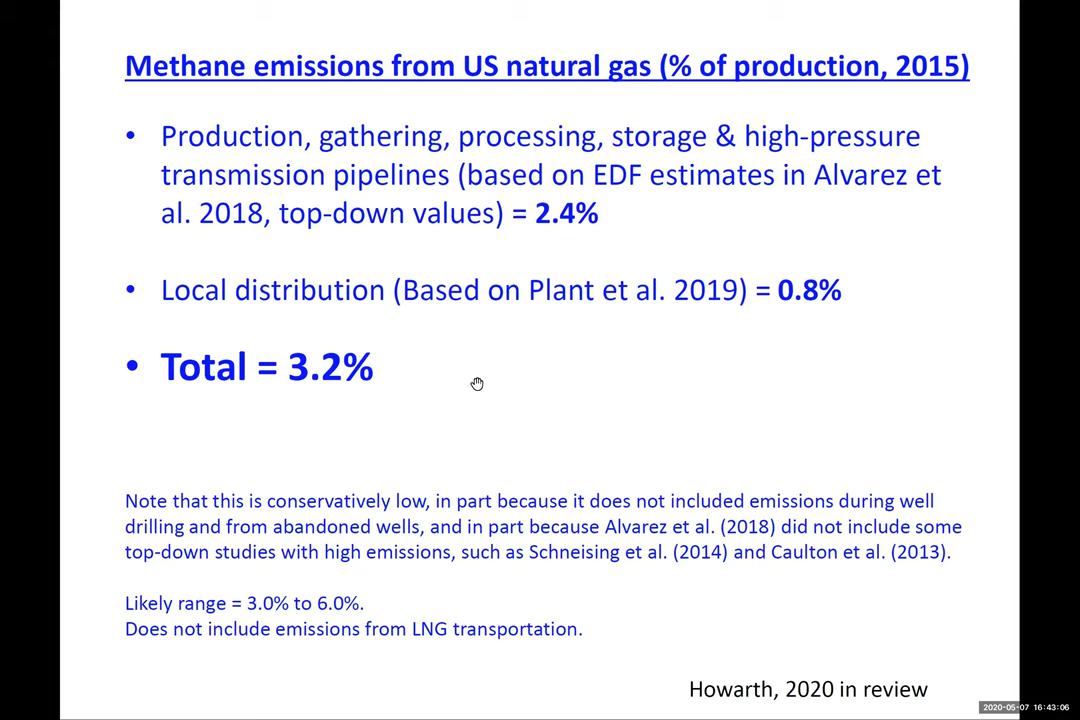 Methane emissions from US natural gas (% of production, 2015)
• Production, gathering, processing, storage & high-pressure
transmission pipelines (based on EDF estimates in Alvarez et
al. 2018, top-down values) = 2.4%
• Local distribution (Based on Plant et al. 2019) = 0.8%
• Total = 3.2%
Note that this is conservatively low, in part because it does not included emissions during well
drilling and from abandoned wells, and in part because Alvarez et al. (2018) did not include some
top-down studies with high emissions, such as Schneising et al. (2014) and Caulton et al. (2013).
Likely range = 3.0% to 6.0%.
Does not include emissions from LNG transportation.
Howarth, 2020 in review
2020-05-07 16:43:06